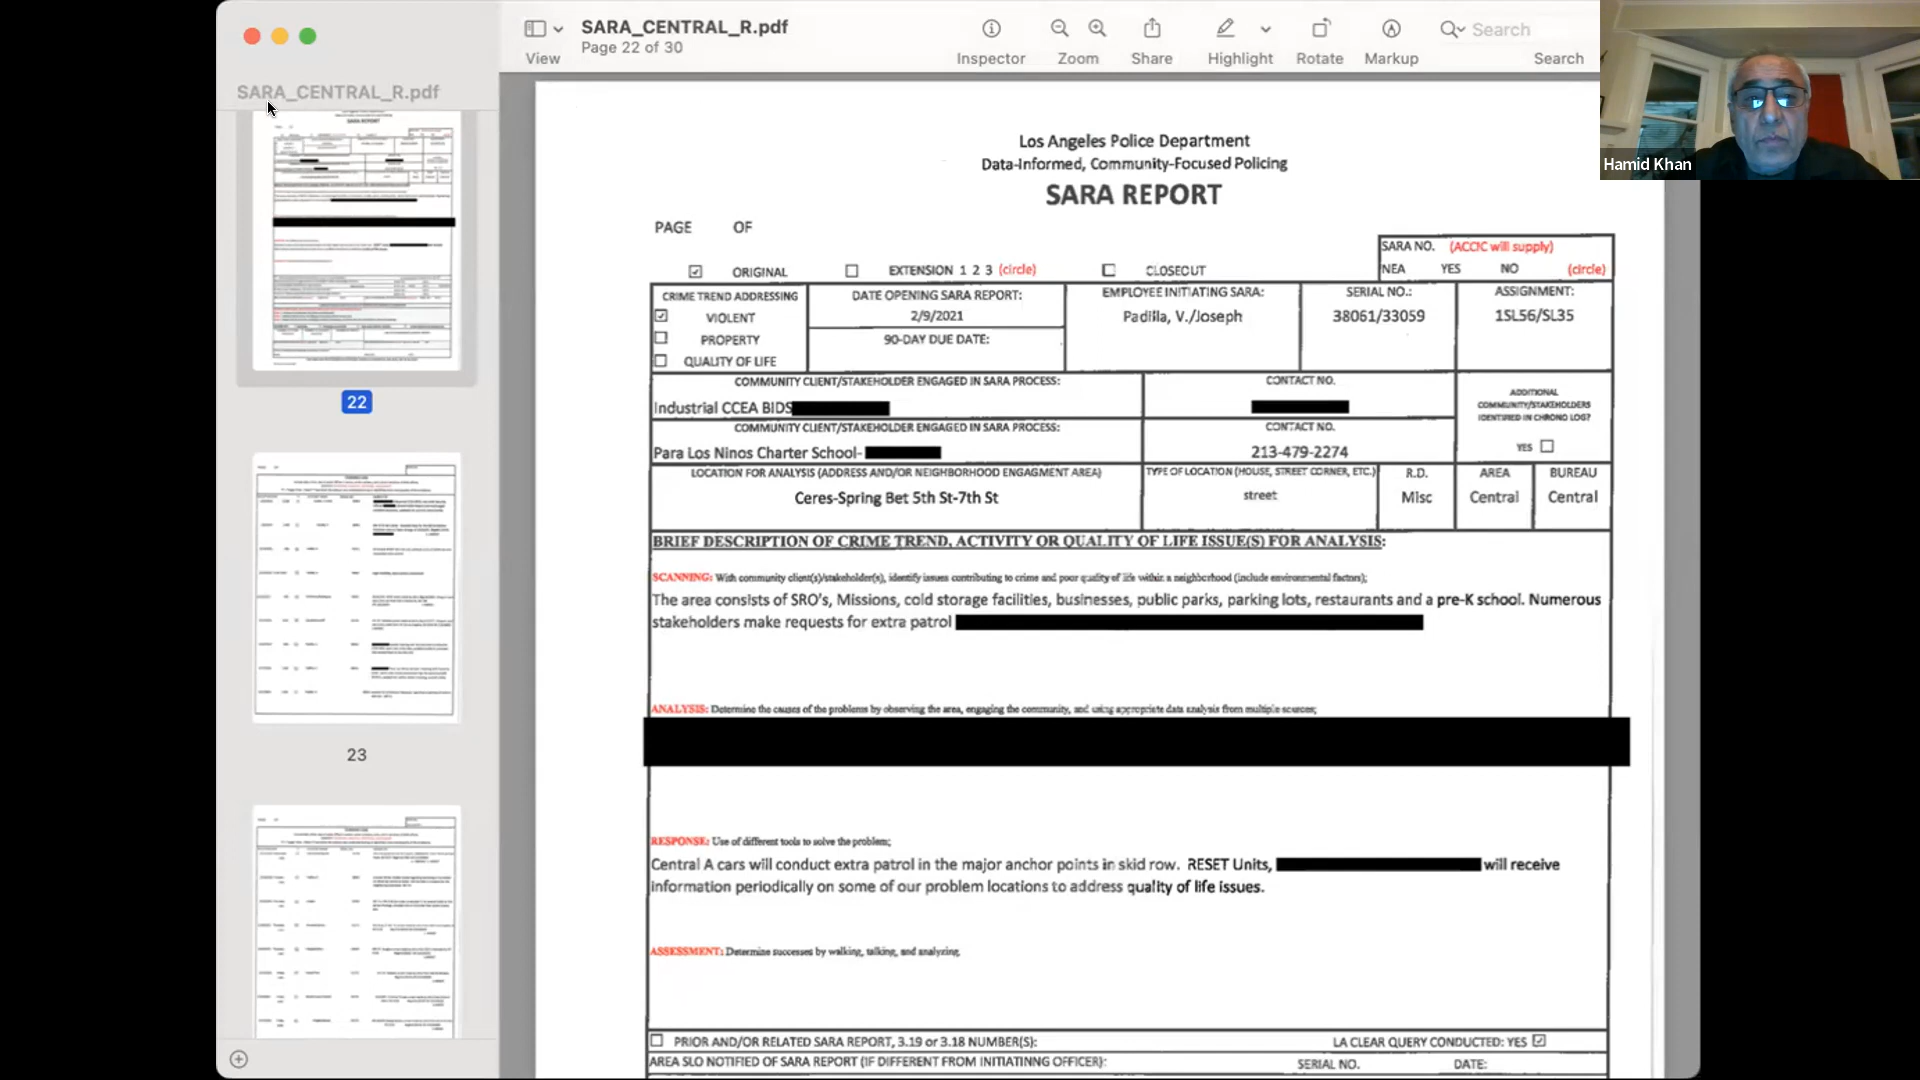 SARA_CENTRAL_R.pdf
Page 22 of 30
View
Inspector
Zoom
Share
Highlight
Rotate
Markup
Search
Search
SARA_CENTRAL_R.pdf
22
23
Hamid Khan
Los Angeles Police Department
Data-Informed, Community-Focused Policing
SARA REPORT
PAGE OF
SARA NO. (ACCIC will supply)
NEA YES NO (circle)
ORIGINAL EXTENSION 1 2 3 (circle) CLOSEOUT
CRIME TREND ADDRESSING
VIOLENT
PROPERTY
QUALITY OF LIFE
DATE OPENING SARA REPORT:
2/9/2021
90-DAY DUE DATE:
EMPLOYEE INITIATING SARA:
Padilla, V./Joseph
SERIAL NO.:
38061/33059
ASSIGNMENT:
1SL56/SL35
COMMUNITY CLIENT/STAKEHOLDER ENGAGED IN SARA PROCESS:
Industrial CCEA BIDS
CONTACT NO.
COMMUNITY CLIENT/STAKEHOLDER ENGAGED IN SARA PROCESS:
Para Los Ninos Charter School-
CONTACT NO.
213-479-2274
ADDITIONAL
COMMUNITY/STAKEHOLDERS
IDENTIFIED IN CHRONO LOG?
YES
LOCATION FOR ANALYSIS (ADDRESS AND/OR NEIGHBORHOOD ENGAGMENT AREA)
Ceres-Spring Bet 5th St-7th St
TYPE OF LOCATION (HOUSE, STREET CORNER, ETC.)
street
R.D.
Misc
AREA
Central
BUREAU
Central
BRIEF DESCRIPTION OF CRIME TREND, ACTIVITY OR QUALITY OF LIFE ISSUE(S) FOR ANALYSIS:
SCANNING: With community client(s)/stakeholder(s), identify issues contributing to crime and poor quality of life within a neighborhood (include environmental factors);
The area consists of SRO's, Missions, cold storage facilities, businesses, public parks, parking lots, restaurants and a pre-K school. Numerous
stakeholders make requests for extra patrol
ANALYSIS: Determine the causes of the problems by observing the area, engaging the community, and using appropriate data analysis from multiple sources;
RESPONSE: Use of different tools to solve the problem;
Central A cars will conduct extra patrol in the major anchor points in skid row. RESET Units, will receive
information periodically on some of our problem locations to address quality of life issues.
ASSESSMENT: Determine successes by walking, talking, and analyzing.
PRIOR AND/OR RELATED SARA REPORT, 3.19 or 3.18 NUMBER(S): LA CLEAR QUERY CONDUCTED: YES
AREA SLO NOTIFIED OF SARA REPORT (IF DIFFERENT FROM INITIATINNG OFFICER): SERIAL NO. DATE: